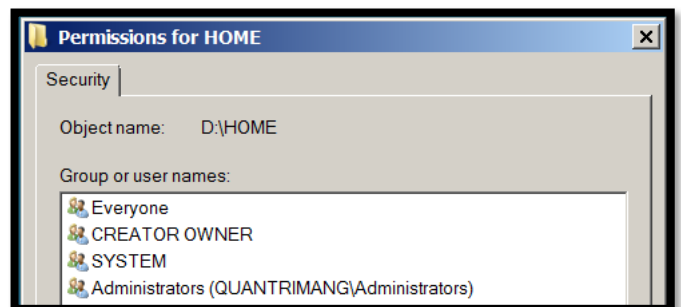 Permissions for HOME
Security
Object name: D:\HOME
Group or user names:
Everyone
CREATOR OWNER
SYSTEM
Administrators (QUANTRIMANG\Administrators)